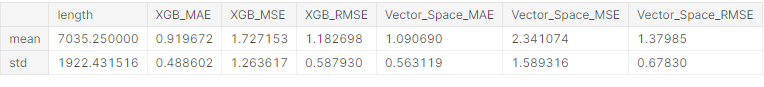 length XGB_MAE XGB_MSE XGB_RMSE Vector_Space_MAE Vector_Space_MSE Vector_Space_RMSE
mean 7035.250000 0.919672 1.727153 1.182698 1.090690 2.341074 1.37985
std 1922.431516 0.488602 1.263617 0.587930 0.563119 1.589316 0.67830